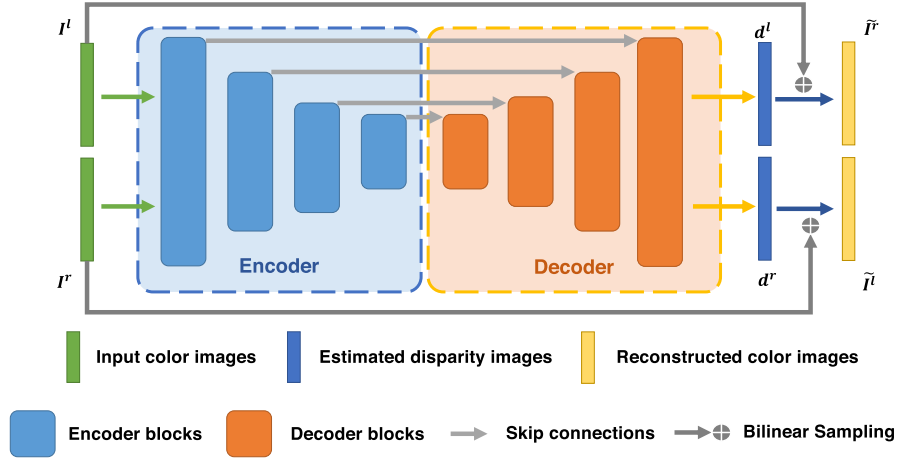 I^l d^l Ĩ^r
Encoder Decoder
I^r d^r Ĩ^l
Input color images Estimated disparity images Reconstructed color images
Encoder blocks Decoder blocks Skip connections Bilinear Sampling